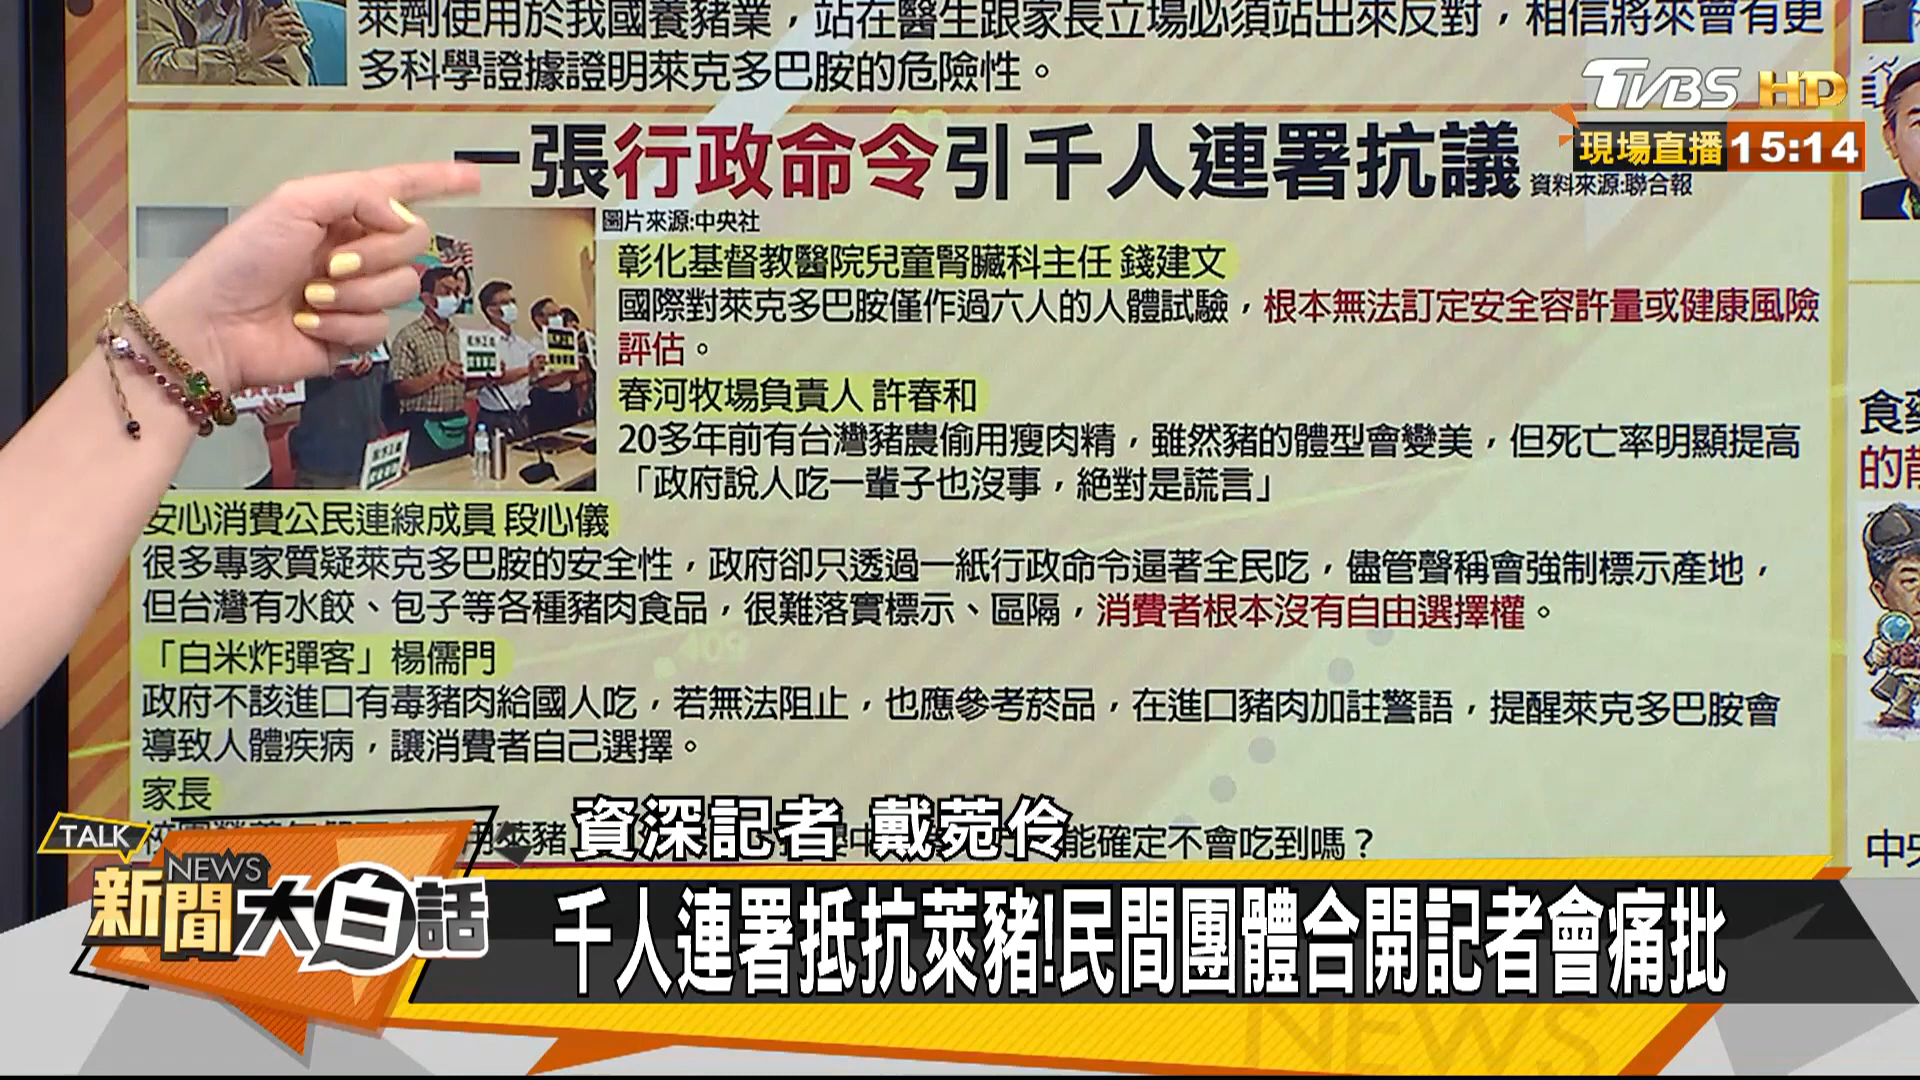 萊劑使用於我國養豬業，站在醫生跟家長立場必須站出來反對，相信將來會有更
多科學證據證明萊克多巴胺的危險性。
TVBS HD
現場直播 15:14
一張行政命令引千人連署抗議
資料來源:聯合報
圖片來源:中央社
彰化基督教醫院兒童腎臟科主任 錢建文
國際對萊克多巴胺僅作過六人的人體試驗，根本無法訂定安全容許量或健康風險
評估。
春河牧場負責人 許春和
20多年前有台灣豬農偷用瘦肉精，雖然豬的體型會變美，但死亡率明顯提高
「政府說人吃一輩子也沒事，絕對是謊言」
安心消費公民連線成員 段心儀
很多專家質疑萊克多巴胺的安全性，政府卻只透過一紙行政命令逼著全民吃，儘管聲稱會強制標示產地，
但台灣有水餃、包子等各種豬肉食品，很難落實標示、區隔，消費者根本沒有自由選擇權。
「白米炸彈客」楊儒門
政府不該進口有毒豬肉給國人吃，若無法阻止，也應參考菸品，在進口豬肉加註警語，提醒萊克多巴胺會
導致人體疾病，讓消費者自己選擇。
家長
用萊豬
能確定不會吃到嗎？
食藥
的
中央
資深記者 戴菀伶
TALK
NEWS
新聞大白話
千人連署抵抗萊豬!民間團體合開記者會痛批
NEWS